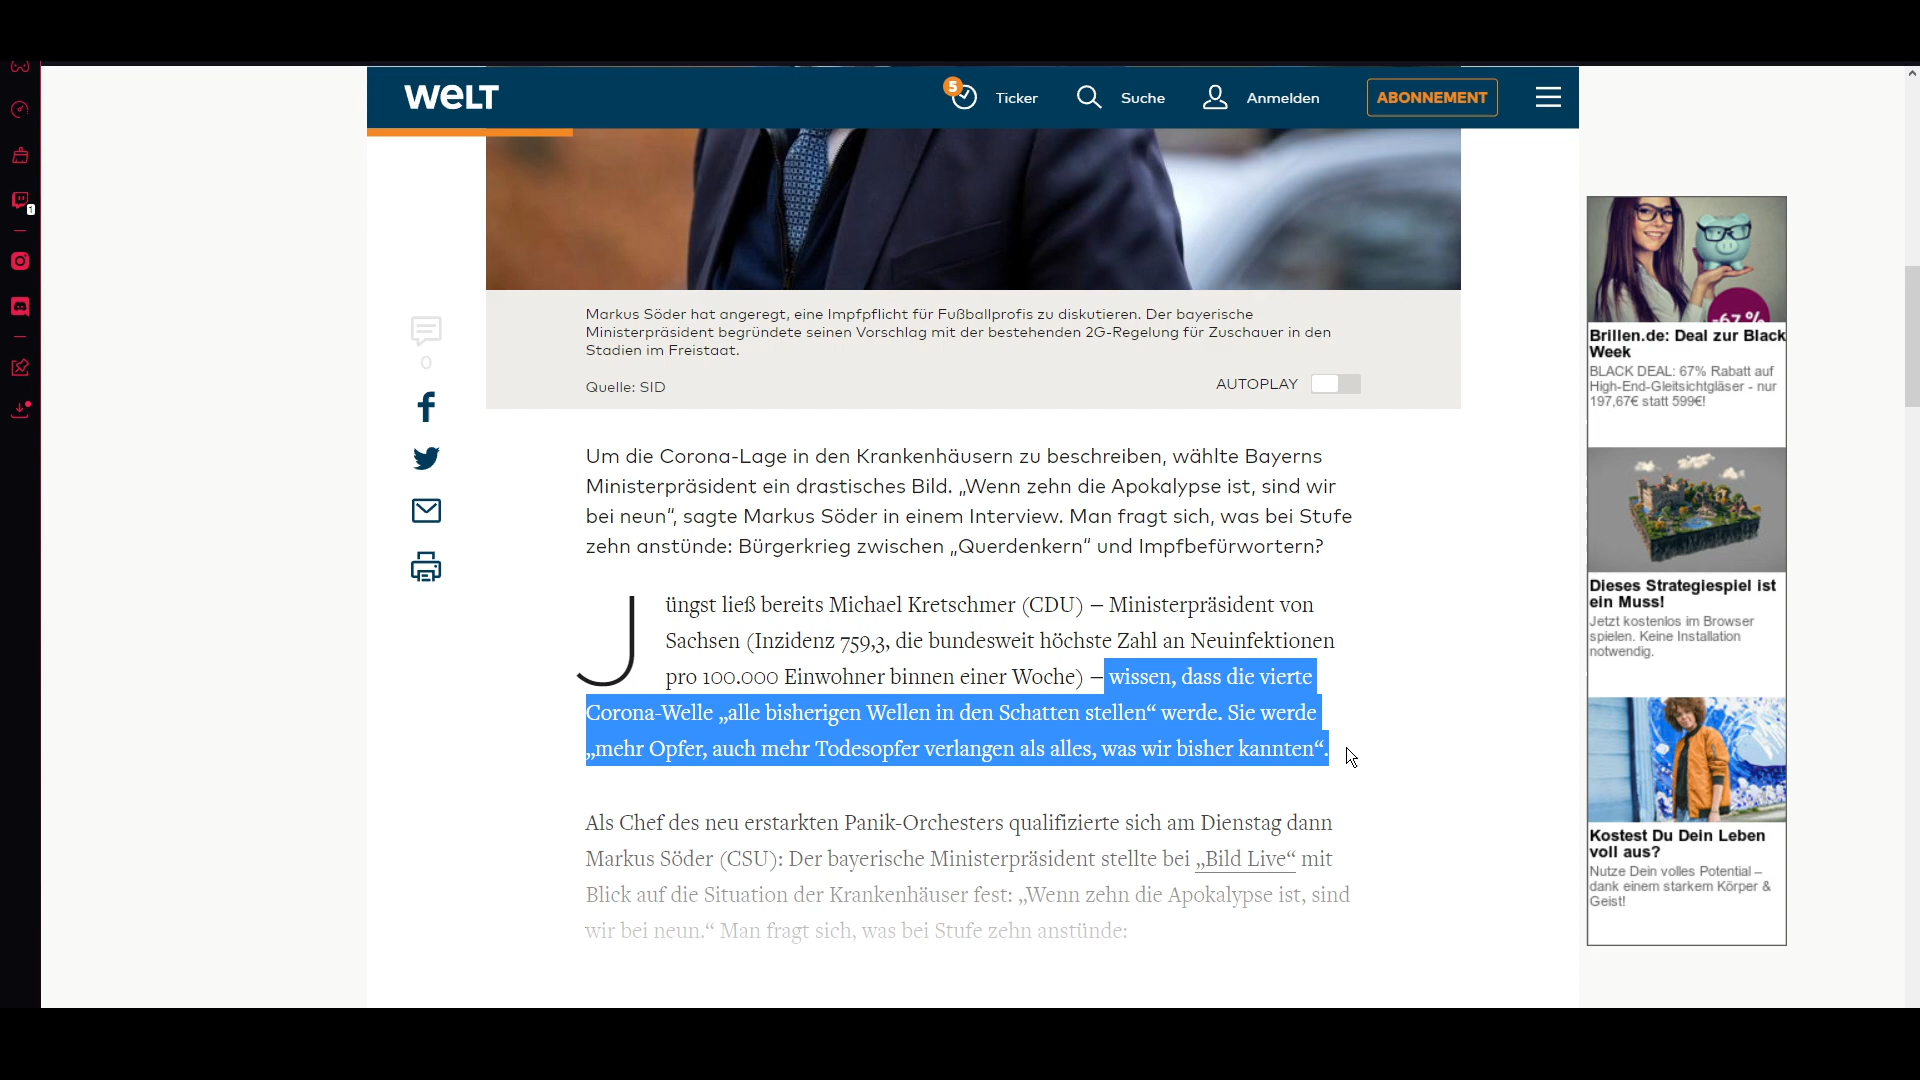 WELT
5
Ticker
Suche
Anmelden
ABONNEMENT
1
Markus Söder hat angeregt, eine Impfpflicht für Fußballprofis zu diskutieren. Der bayerische
Ministerpräsident begründete seinen Vorschlag mit der bestehenden 2G-Regelung für Zuschauer in den
Stadien im Freistaat.
Quelle: SID
AUTOPLAY
0
Um die Corona-Lage in den Krankenhäusern zu beschreiben, wählte Bayerns
Ministerpräsident ein drastisches Bild. „Wenn zehn die Apokalypse ist, sind wir
bei neun“, sagte Markus Söder in einem Interview. Man fragt sich, was bei Stufe
zehn anstünde: Bürgerkrieg zwischen „Querdenkern“ und Impfbefürwortern?
Jüngst ließ bereits Michael Kretschmer (CDU) – Ministerpräsident von
Sachsen (Inzidenz 759,3, die bundesweit höchste Zahl an Neuinfektionen
pro 100.000 Einwohner binnen einer Woche) – wissen, dass die vierte
Corona-Welle „alle bisherigen Wellen in den Schatten stellen“ werde. Sie werde
„mehr Opfer, auch mehr Todesopfer verlangen als alles, was wir bisher kannten“.
Als Chef des neu erstarkten Panik-Orchesters qualifizierte sich am Dienstag dann
Markus Söder (CSU): Der bayerische Ministerpräsident stellte bei „Bild Live“ mit
Blick auf die Situation der Krankenhäuser fest: „Wenn zehn die Apokalypse ist, sind
wir bei neun.“ Man fragt sich, was bei Stufe zehn anstünde:
-67 %
Brillen.de: Deal zur Black
Week
BLACK DEAL: 67% Rabatt auf
High-End-Gleitsichtgläser - nur
197,67€ statt 599€!
Dieses Strategiespiel ist
ein Muss!
Jetzt kostenlos im Browser
spielen. Keine Installation
notwendig.
Kostest Du Dein Leben
voll aus?
Nutze Dein volles Potential –
dank einem starkem Körper &
Geist!